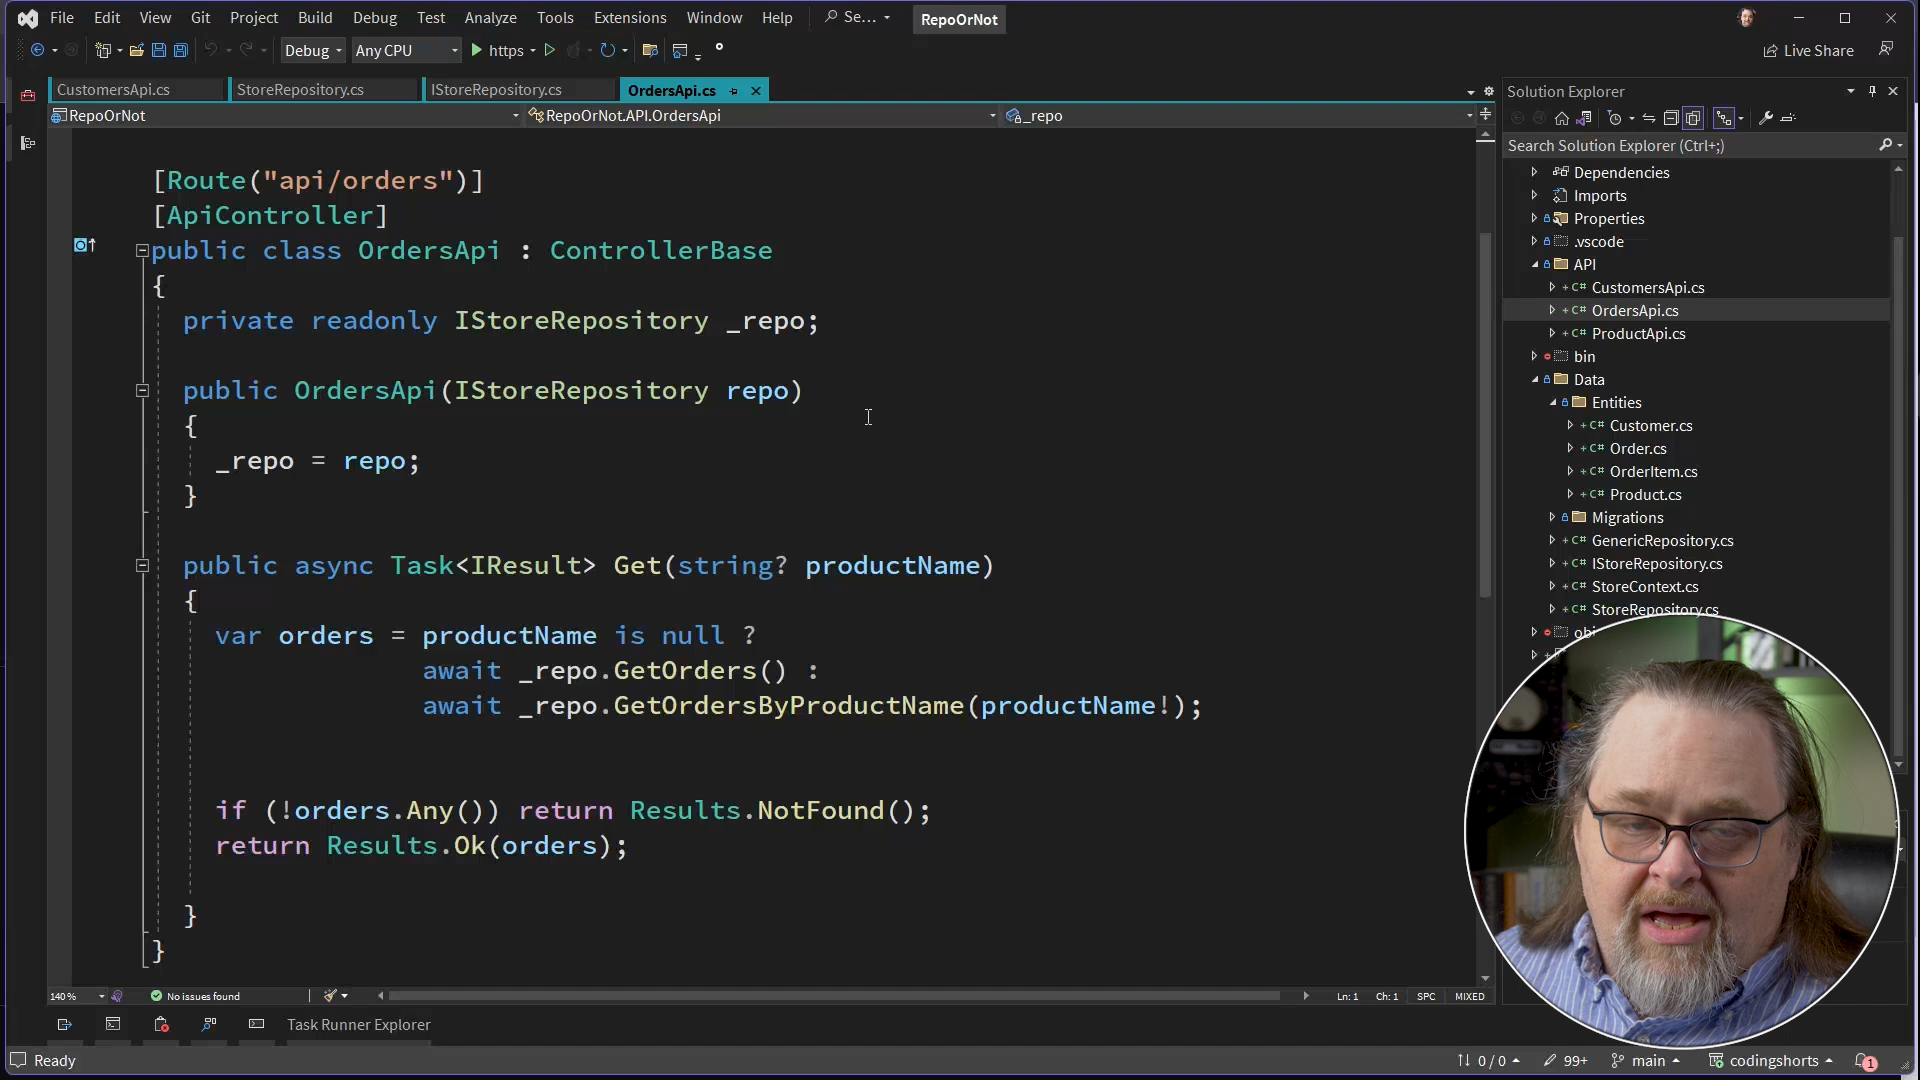 File Edit View Git Project Build Debug Test Analyze Tools Extensions Window Help Se... RepoOrNot
Debug Any CPU https Live Share
CustomersApi.cs StoreRepository.cs IStoreRepository.cs OrdersApi.cs
RepoOrNot RepoOrNot.API.OrdersApi _repo
[Route("api/orders")]
[ApiController]
public class OrdersApi : ControllerBase
{
private readonly IStoreRepository _repo;
public OrdersApi(IStoreRepository repo)
{
_repo = repo;
}
public async Task<IResult> Get(string? productName)
{
var orders = productName is null ?
await _repo.GetOrders() :
await _repo.GetOrdersByProductName(productName!);
if (!orders.Any()) return Results.NotFound();
return Results.Ok(orders);
}
}
140 % No issues found Ln: 1 Ch: 1 SPC MIXED
Task Runner Explorer
Solution Explorer
Search Solution Explorer (Ctrl+;)
Dependencies
Imports
Properties
.vscode
API
C# CustomersApi.cs
C# OrdersApi.cs
C# ProductApi.cs
bin
Data
Entities
C# Customer.cs
C# Order.cs
C# OrderItem.cs
C# Product.cs
Migrations
C# GenericRepository.cs
C# IStoreRepository.cs
C# StoreContext.cs
C# StoreRepository.cs
Ready 0 / 0 99+ main codingshorts 1